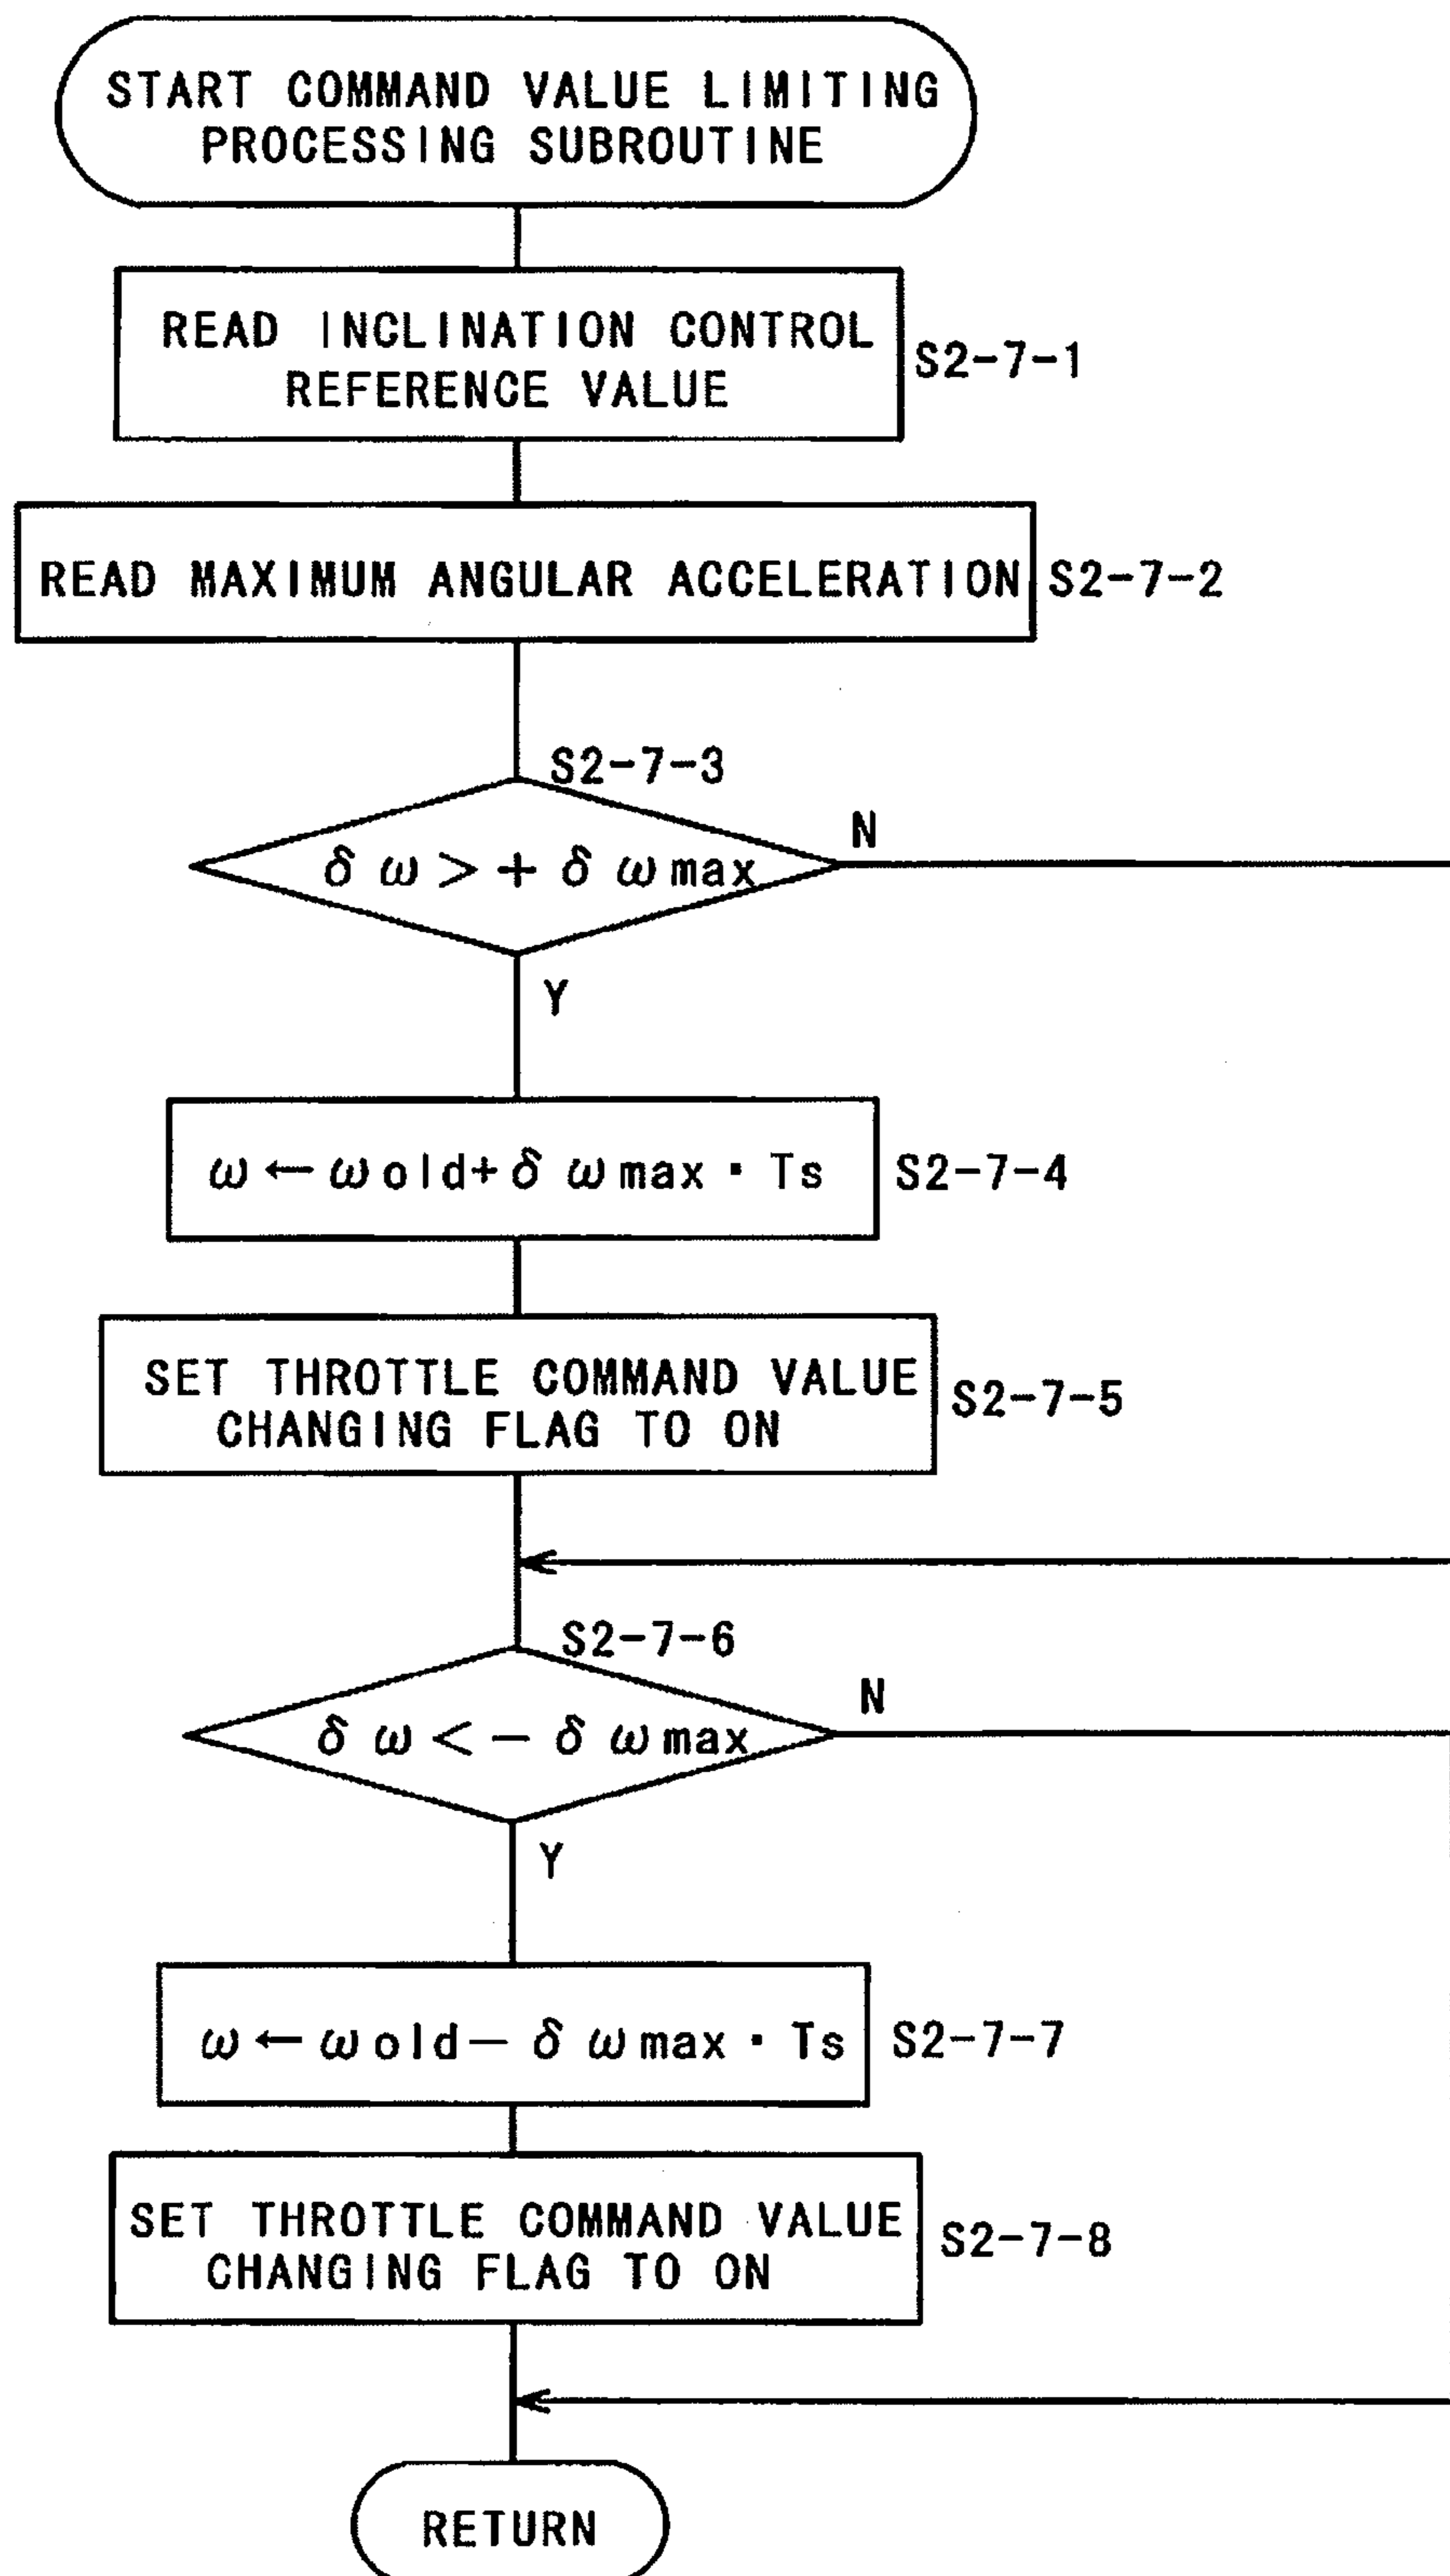 START COMMAND VALUE LIMITING
PROCESSING SUBROUTINE
READ INCLINATION CONTROL
REFERENCE VALUE
S2-7-1
READ MAXIMUM ANGULAR ACCELERATION
S2-7-2
S2-7-3
δ ω > + δ ω max
N
Y
ω ← ω old+ δ ω max · Ts
S2-7-4
SET THROTTLE COMMAND VALUE
CHANGING FLAG TO ON
S2-7-5
S2-7-6
δ ω < − δ ω max
N
Y
ω ← ω old − δ ω max · Ts
S2-7-7
SET THROTTLE COMMAND VALUE
CHANGING FLAG TO ON
S2-7-8
RETURN